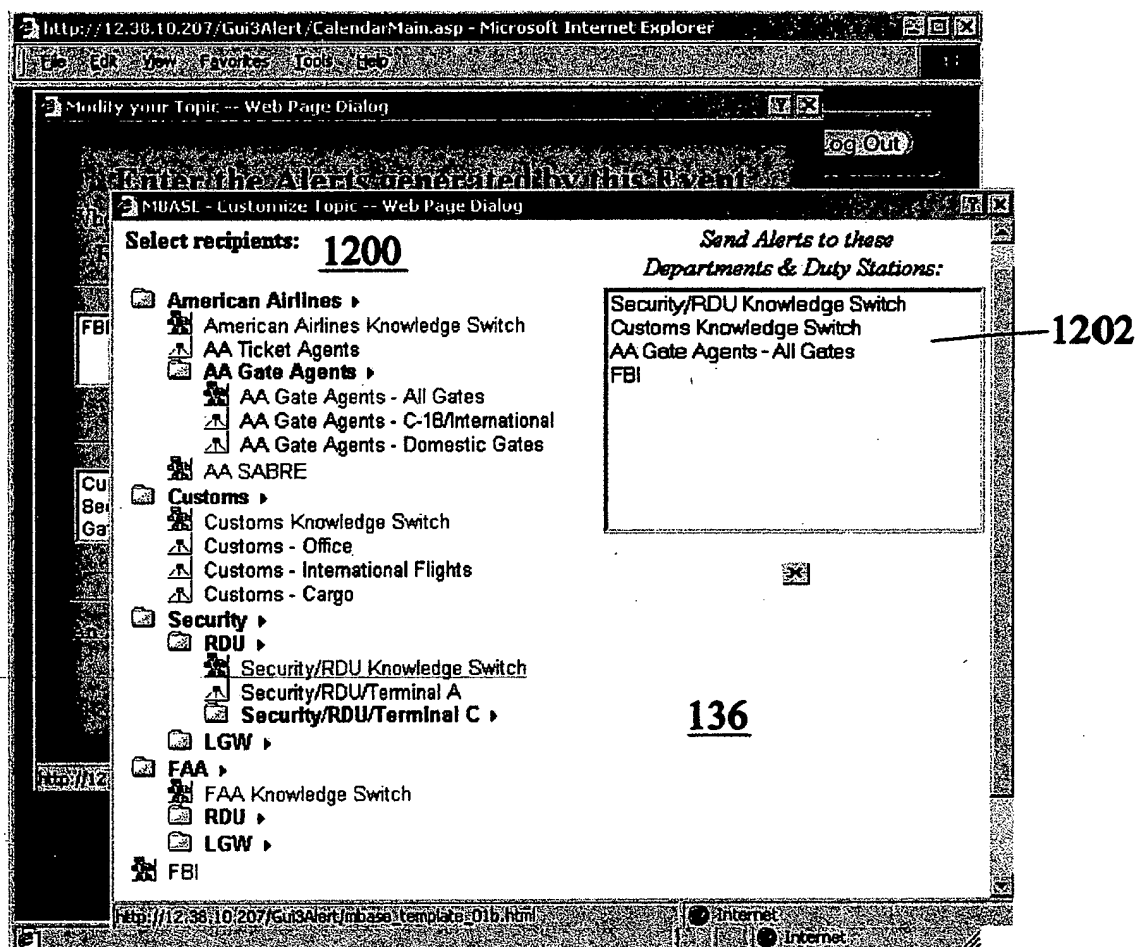 http://12.38.10.207/Gui3Alert/CalendarMain.asp - Microsoft Internet Explorer
File Edit View Favorites Tools Help
Modify your Topic -- Web Page Dialog
Log Out
Enter the Alerts generated by this Event
MBASE - Customize Topic -- Web Page Dialog
Select recipients:
1200
Send Alerts to these
Departments & Duty Stations:
American Airlines
American Airlines Knowledge Switch
AA Ticket Agents
AA Gate Agents
AA Gate Agents - All Gates
AA Gate Agents - C-18/International
AA Gate Agents - Domestic Gates
AA SABRE
Customs
Customs Knowledge Switch
Customs - Office
Customs - International Flights
Customs - Cargo
Security
RDU
Security/RDU Knowledge Switch
Security/RDU/Terminal A
Security/RDU/Terminal C
LGW
FAA
FAA Knowledge Switch
RDU
LGW
FBI
Security/RDU Knowledge Switch
Customs Knowledge Switch
AA Gate Agents - All Gates
FBI
1202
136
FBI
Cu
Sec
Ga
http://12
http://12.38.10.207/Gui3Alert/mbase_template_01b.html
Internet
Internet